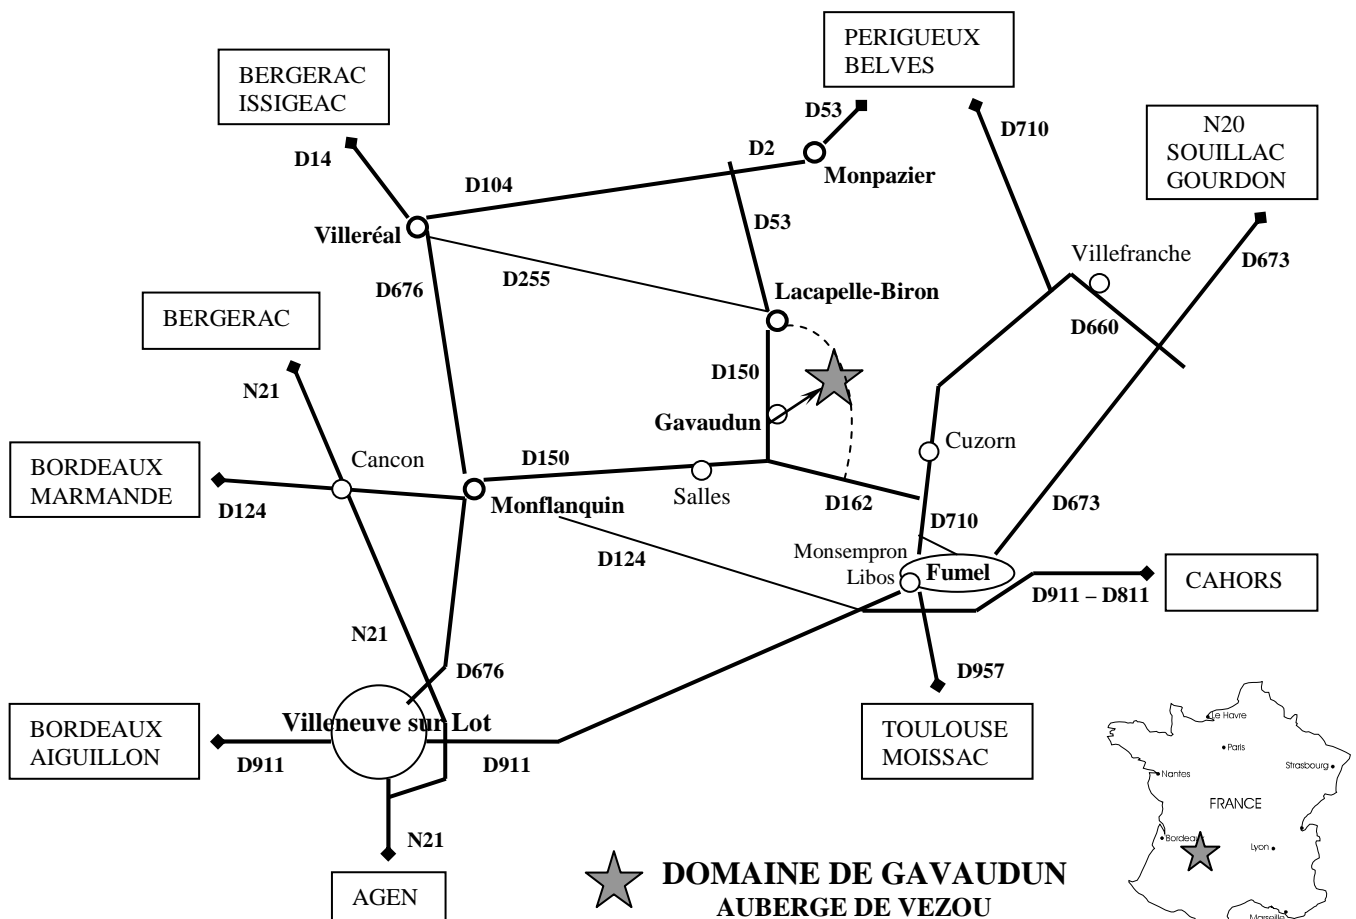 PERIGUEUX
BELVES
BERGERAC
ISSIGEAC
D53
N20
SOUILLAC
GOURDON
D710
D14
D2
Monpazier
D104
D53
Villeréal
Villefranche
D673
D255
D676
Lacapelle-Biron
BERGERAC
D660
D150
N21
Gavaudun
Cuzorn
Cancon
D150
BORDEAUX
MARMANDE
Salles
D124
Monflanquin
D162
D673
D710
Monsempron
Libos
D124
Fumel
CAHORS
D911 – D811
N21
D676
D957
Villeneuve sur Lot
BORDEAUX
AIGUILLON
TOULOUSE
MOISSAC
D911
D911
Le Havre
Paris
Strasbourg
Nantes
FRANCE
Bordeaux
Lyon
Marseille
N21
AGEN
DOMAINE DE GAVAUDUN
AUBERGE DE VEZOU